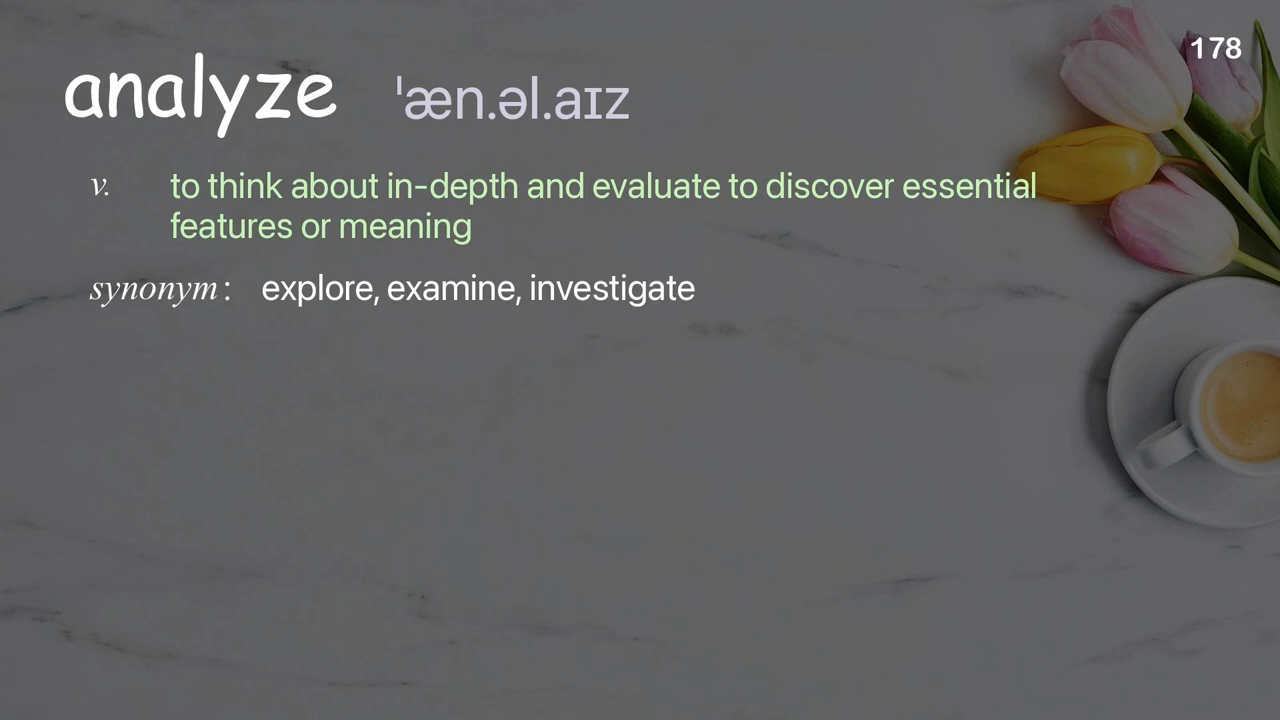 178
analyze ˈæn.əl.aɪz
v. to think about in-depth and evaluate to discover essential
features or meaning
synonym: explore, examine, investigate